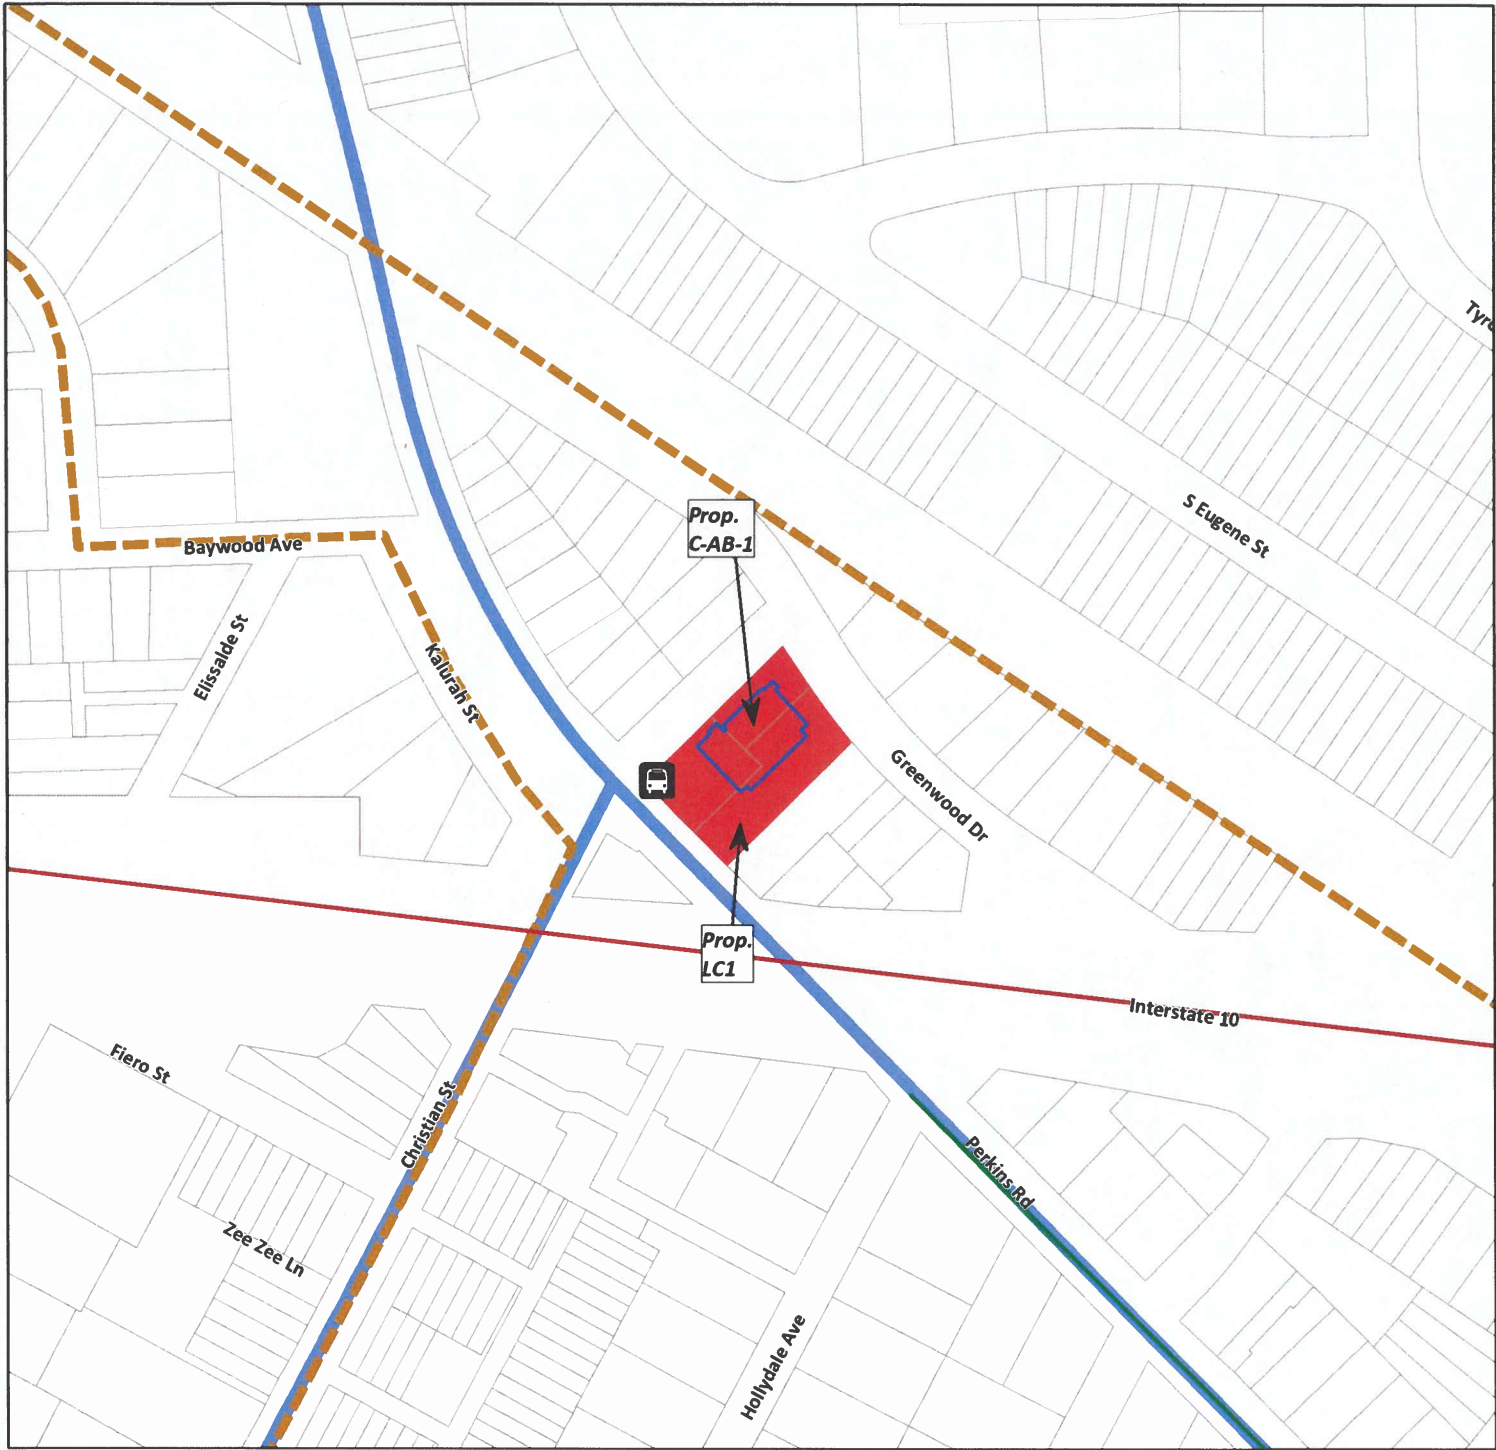 Tyre
S Eugene St
Prop.
C-AB-1
Baywood Ave
Elissalde St
Kalurah St
Greenwood Dr
Prop.
LC1
Interstate 10
Fiero St
Christian St
Perkins Rd
Zee Zee Ln
Hollydale Ave